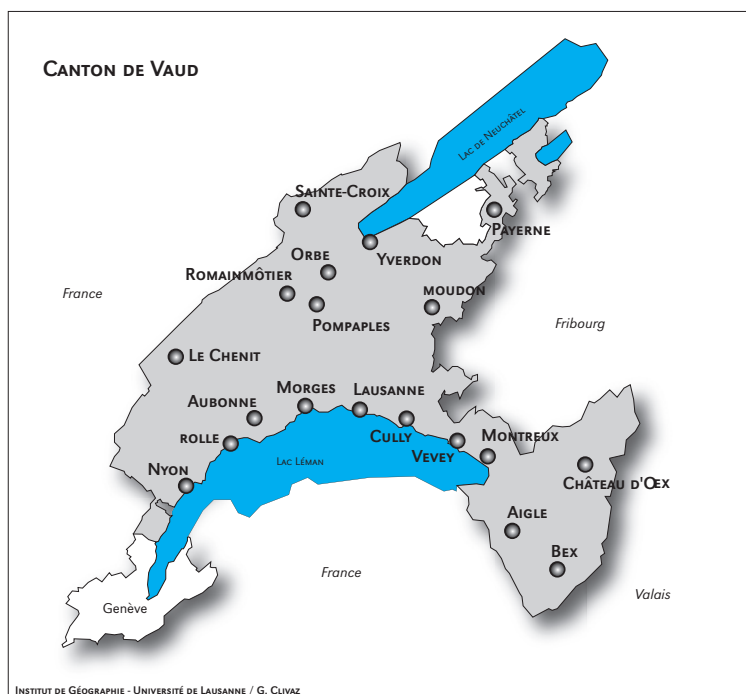 Canton de Vaud
Lac de Neuchâtel
Sainte-Croix
Payerne
Yverdon
Orbe
Romainmôtier
moudon
France
Pompaples
Fribourg
Le Chenit
Morges
Lausanne
Aubonne
rolle
Cully
Montreux
Vevey
Lac Léman
Nyon
Château d'Œx
Aigle
Bex
France
Genève
Valais
Institut de Géographie - Université de Lausanne / G. Clivaz